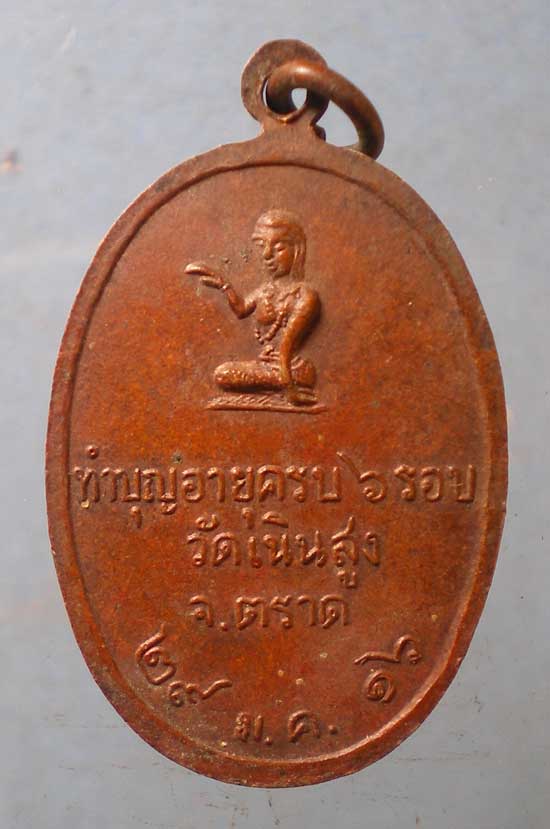 ทำบุญอายุครบ ๖ รอบ
วัดเนินสูง
จ.ตราด
๒๙ ม.ค. ๑๖